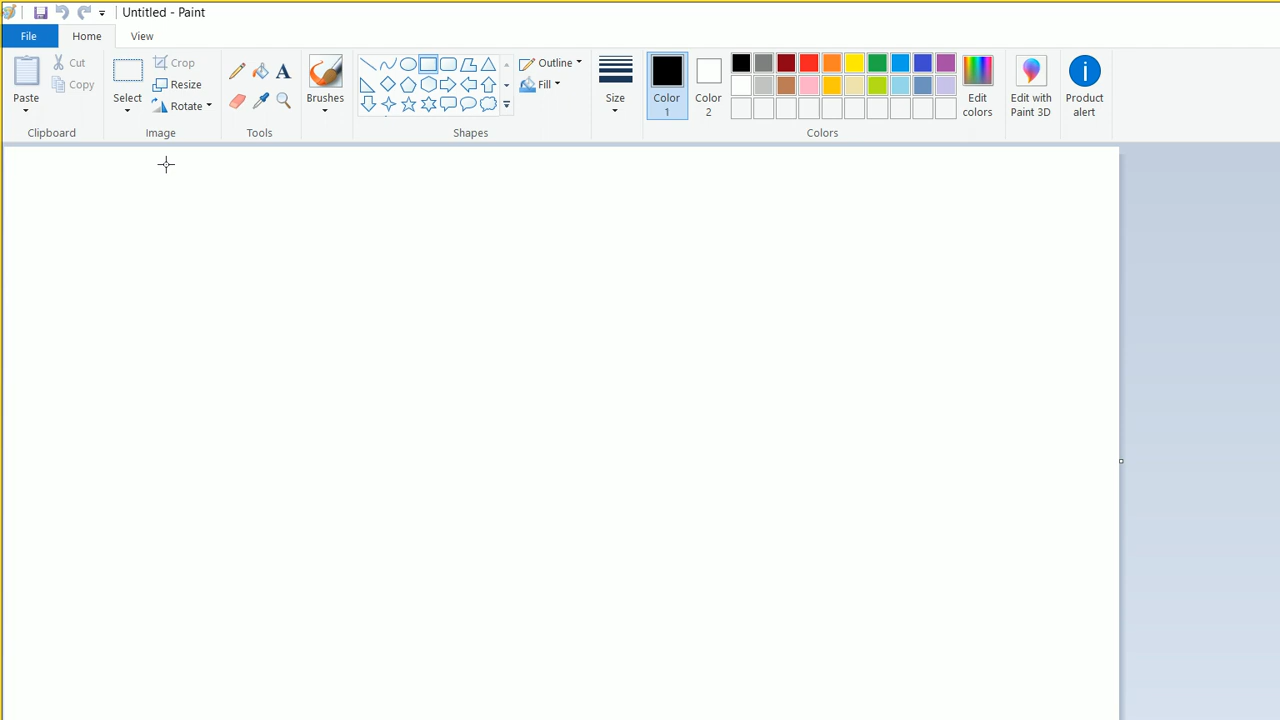 Untitled - Paint
File Home View
Paste
Cut
Copy
Clipboard
Select
Crop
Resize
Rotate
Image
A
Tools
Brushes
Outline
Fill
Shapes
Size
Color 1
Color 2
Edit colors
Colors
Edit with Paint 3D
Product alert